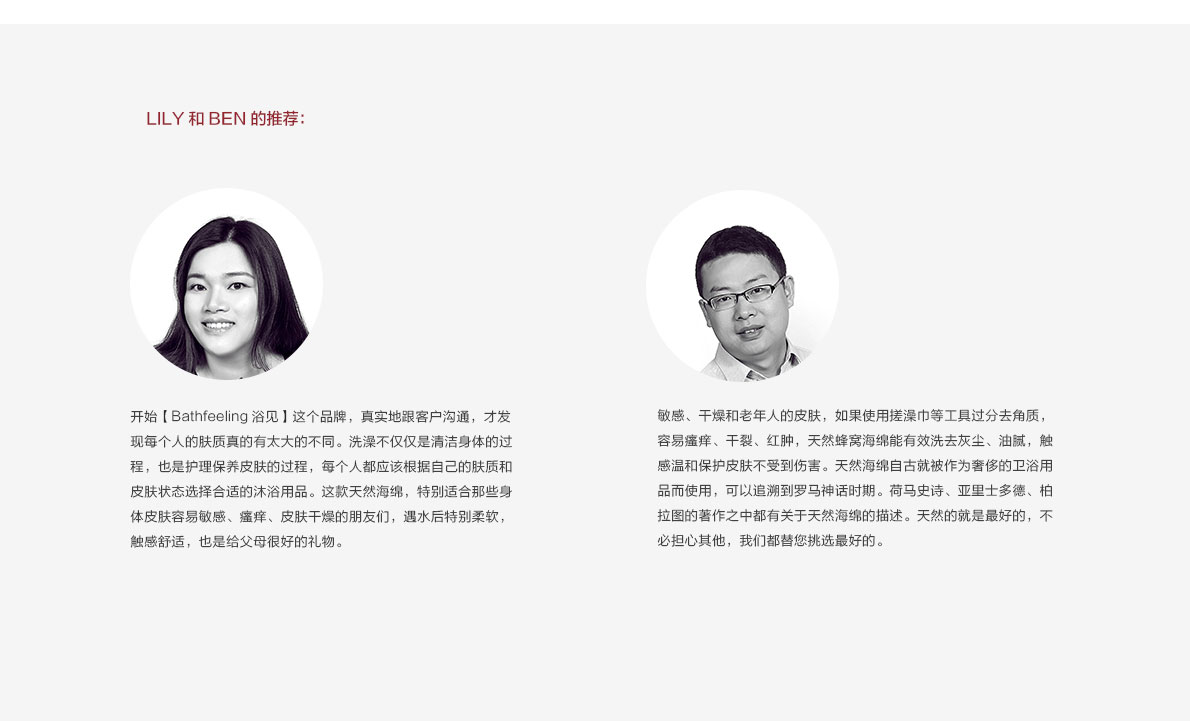 LILY 和 BEN 的推荐：
开始【Bathfeeling 浴见】这个品牌，真实地跟客户沟通，才发
现每个人的肤质真的有太大的不同。洗澡不仅仅是清洁身体的过
程，也是护理保养皮肤的过程，每个人都应该根据自己的肤质和
皮肤状态选择合适的沐浴用品。这款天然海绵，特别适合那些身
体皮肤容易敏感、瘙痒、皮肤干燥的朋友们，遇水后特别柔软，
触感舒适，也是给父母很好的礼物。
敏感、干燥和老年人的皮肤，如果使用搓澡巾等工具过分去角质，
容易瘙痒、干裂、红肿，天然蜂窝海绵能有效洗去灰尘、油腻，触
感温和保护皮肤不受到伤害。天然海绵自古就被作为奢侈的卫浴用
品而使用，可以追溯到罗马神话时期。荷马史诗、亚里士多德、柏
拉图的著作之中都有关于天然海绵的描述。天然的就是最好的，不
必担心其他，我们都替您挑选最好的。